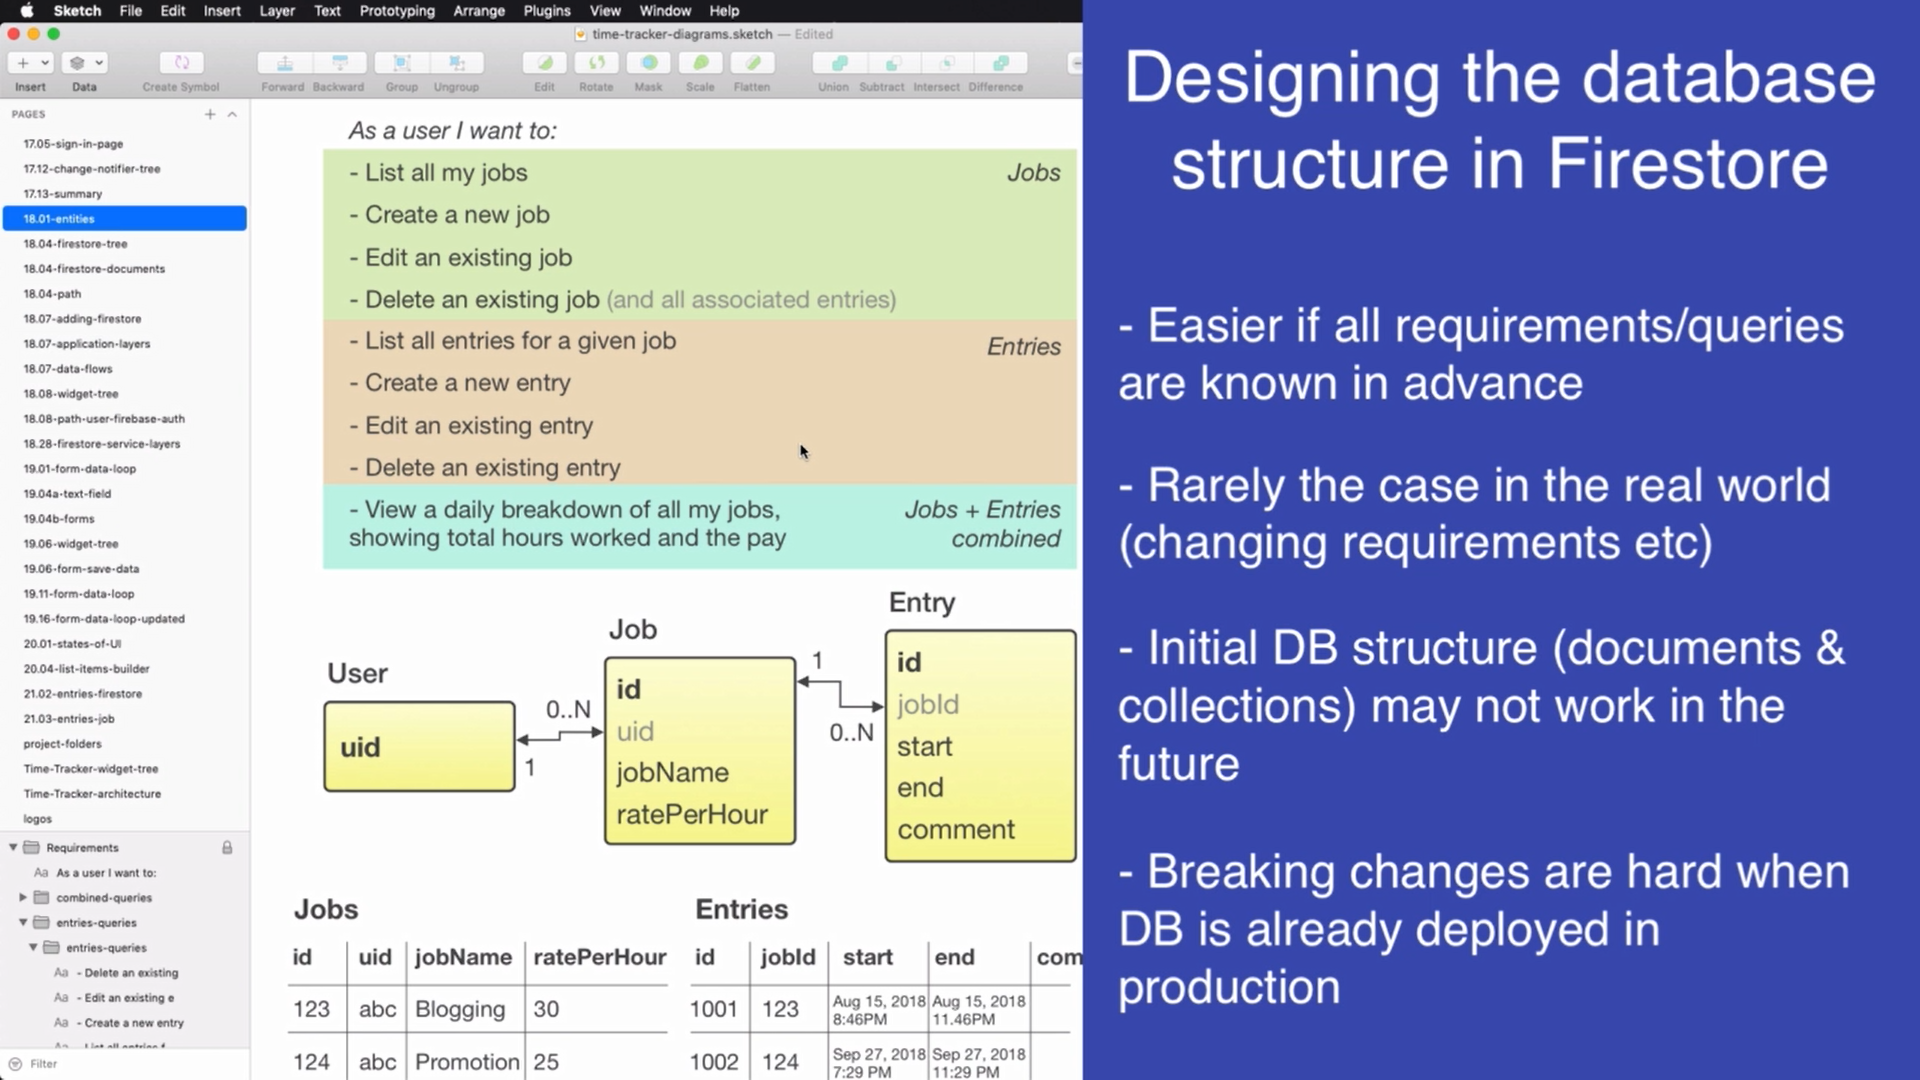 Sketch File Edit Insert Layer Text Prototyping Arrange Plugins View Window Help
time-tracker-diagrams.sketch — Edited
Insert Data Create Symbol Forward Backward Group Ungroup Edit Rotate Mask Scale Flatten Union Subtract Intersect Difference
PAGES
17.05-sign-in-page
17.12-change-notifier-tree
17.13-summary
18.01-entities
18.04-firestore-tree
18.04-firestore-documents
18.04-path
18.07-adding-firestore
18.07-application-layers
18.07-data-flows
18.08-widget-tree
18.08-path-user-firebase-auth
18.28-firestore-service-layers
19.01-form-data-loop
19.04a-text-field
19.04b-forms
19.06-widget-tree
19.06-form-save-data
19.11-form-data-loop
19.16-form-data-loop-updated
20.01-states-of-UI
20.04-list-items-builder
21.02-entries-firestore
21.03-entries-job
project-folders
Time-Tracker-widget-tree
Time-Tracker-architecture
logos
Requirements
Aa As a user I want to:
combined-queries
entries-queries
entries-queries
Aa - Delete an existing
Aa - Edit an existing e
Aa - Create a new entry
Filter
As a user I want to:
- List all my jobs Jobs
- Create a new job
- Edit an existing job
- Delete an existing job (and all associated entries)
- List all entries for a given job Entries
- Create a new entry
- Edit an existing entry
- Delete an existing entry
- View a daily breakdown of all my jobs, Jobs + Entries
showing total hours worked and the pay combined
User
uid
0..N
1
Job
id
uid
jobName
ratePerHour
1
0..N
Entry
id
jobId
start
end
comment
Jobs
id uid jobName ratePerHour
123 abc Blogging 30
124 abc Promotion 25
Entries
id jobId start end com
1001 123 Aug 15, 2018 Aug 15, 2018
8:46PM 11.46PM
1002 124 Sep 27, 2018 Sep 27, 2018
7:29 PM 11:29 PM
Designing the database
structure in Firestore
- Easier if all requirements/queries
are known in advance
- Rarely the case in the real world
(changing requirements etc)
- Initial DB structure (documents &
collections) may not work in the
future
- Breaking changes are hard when
DB is already deployed in
production